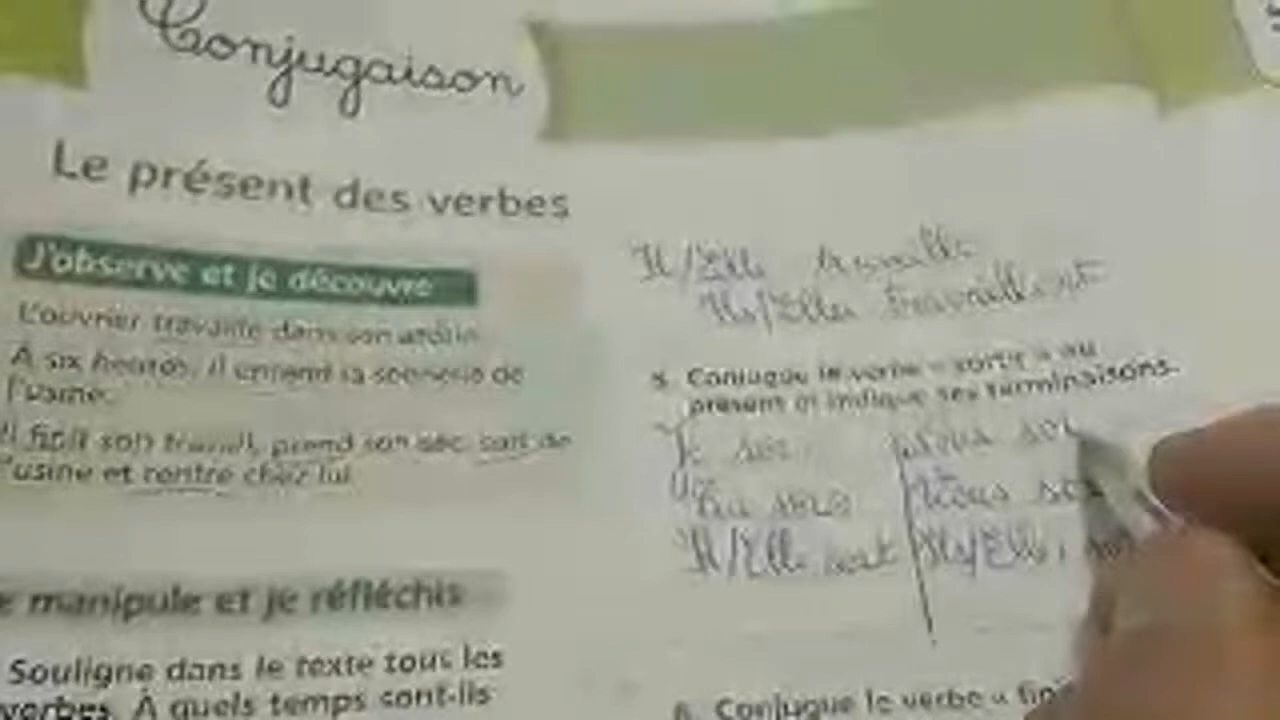 Conjugaison
Le présent des verbes
J'observe et je découvre
L'ouvrier travaille dans son atelier.
A six heures, il entend la sonnerie de
l'usine.
Il finit son travail, prend son sac, sort de
l'usine et rentre chez lui.
e manipule et je réfléchis
Souligne dans le texte tous les
verbes. À quels temps sont-ils
Il/Elle travaille
Ils/Elles travaillent
5. Conjugue le verbe « sortir » au
présent et indique ses terminaisons.
Je sors
Nous sor
Tu sors
Vous so
Il/Elle sort
Ils/Elles
6. Conjugue le verbe « fin